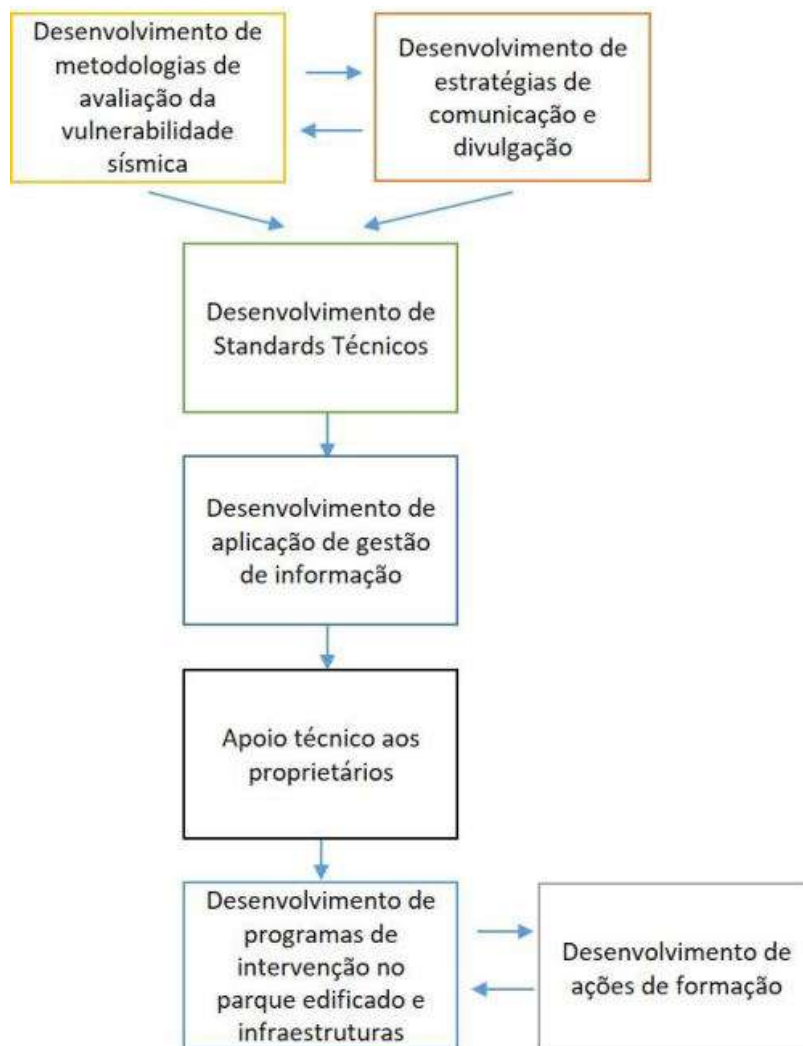 Desenvolvimento de
metodologias de
avaliação da
vulnerabilidade
sísmica
Desenvolvimento de
estratégias de
comunicação e
divulgação
Desenvolvimento de
Standards Técnicos
Desenvolvimento de
aplicação de gestão
de informação
Apoio técnico aos
proprietários
Desenvolvimento de
programas de
intervenção no
parque edificado e
infraestruturas
Desenvolvimento de
ações de formação